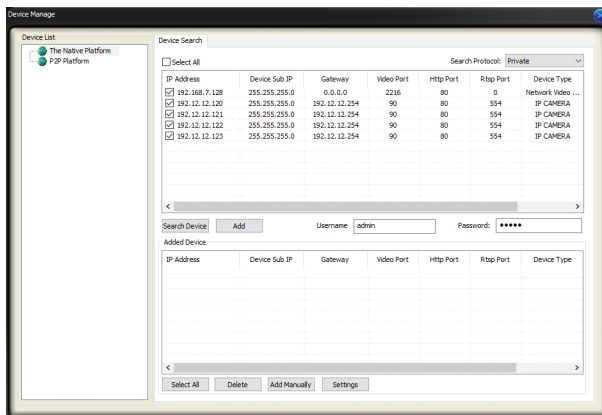 Device Manage
Device List
The Native Platform
P2P Platform
Device Search
Select All
Search Protocol: Private
IP Address Device Sub IP Gateway Video Port Http Port Rtsp Port Device Type
192.168.7.128 255.255.255.0 0.0.0.0 2216 80 0 Network Video ...
192.12.12.120 255.255.255.0 192.12.12.254 90 80 554 IP CAMERA
192.12.12.121 255.255.255.0 192.12.12.254 90 80 554 IP CAMERA
192.12.12.122 255.255.255.0 192.12.12.254 90 80 554 IP CAMERA
192.12.12.123 255.255.255.0 192.12.12.254 90 80 554 IP CAMERA
Search Device Add Username admin Password: •••••
Added Device
IP Address Device Sub IP Gateway Video Port Http Port Rtsp Port Device Type
Select All Delete Add Manually Settings